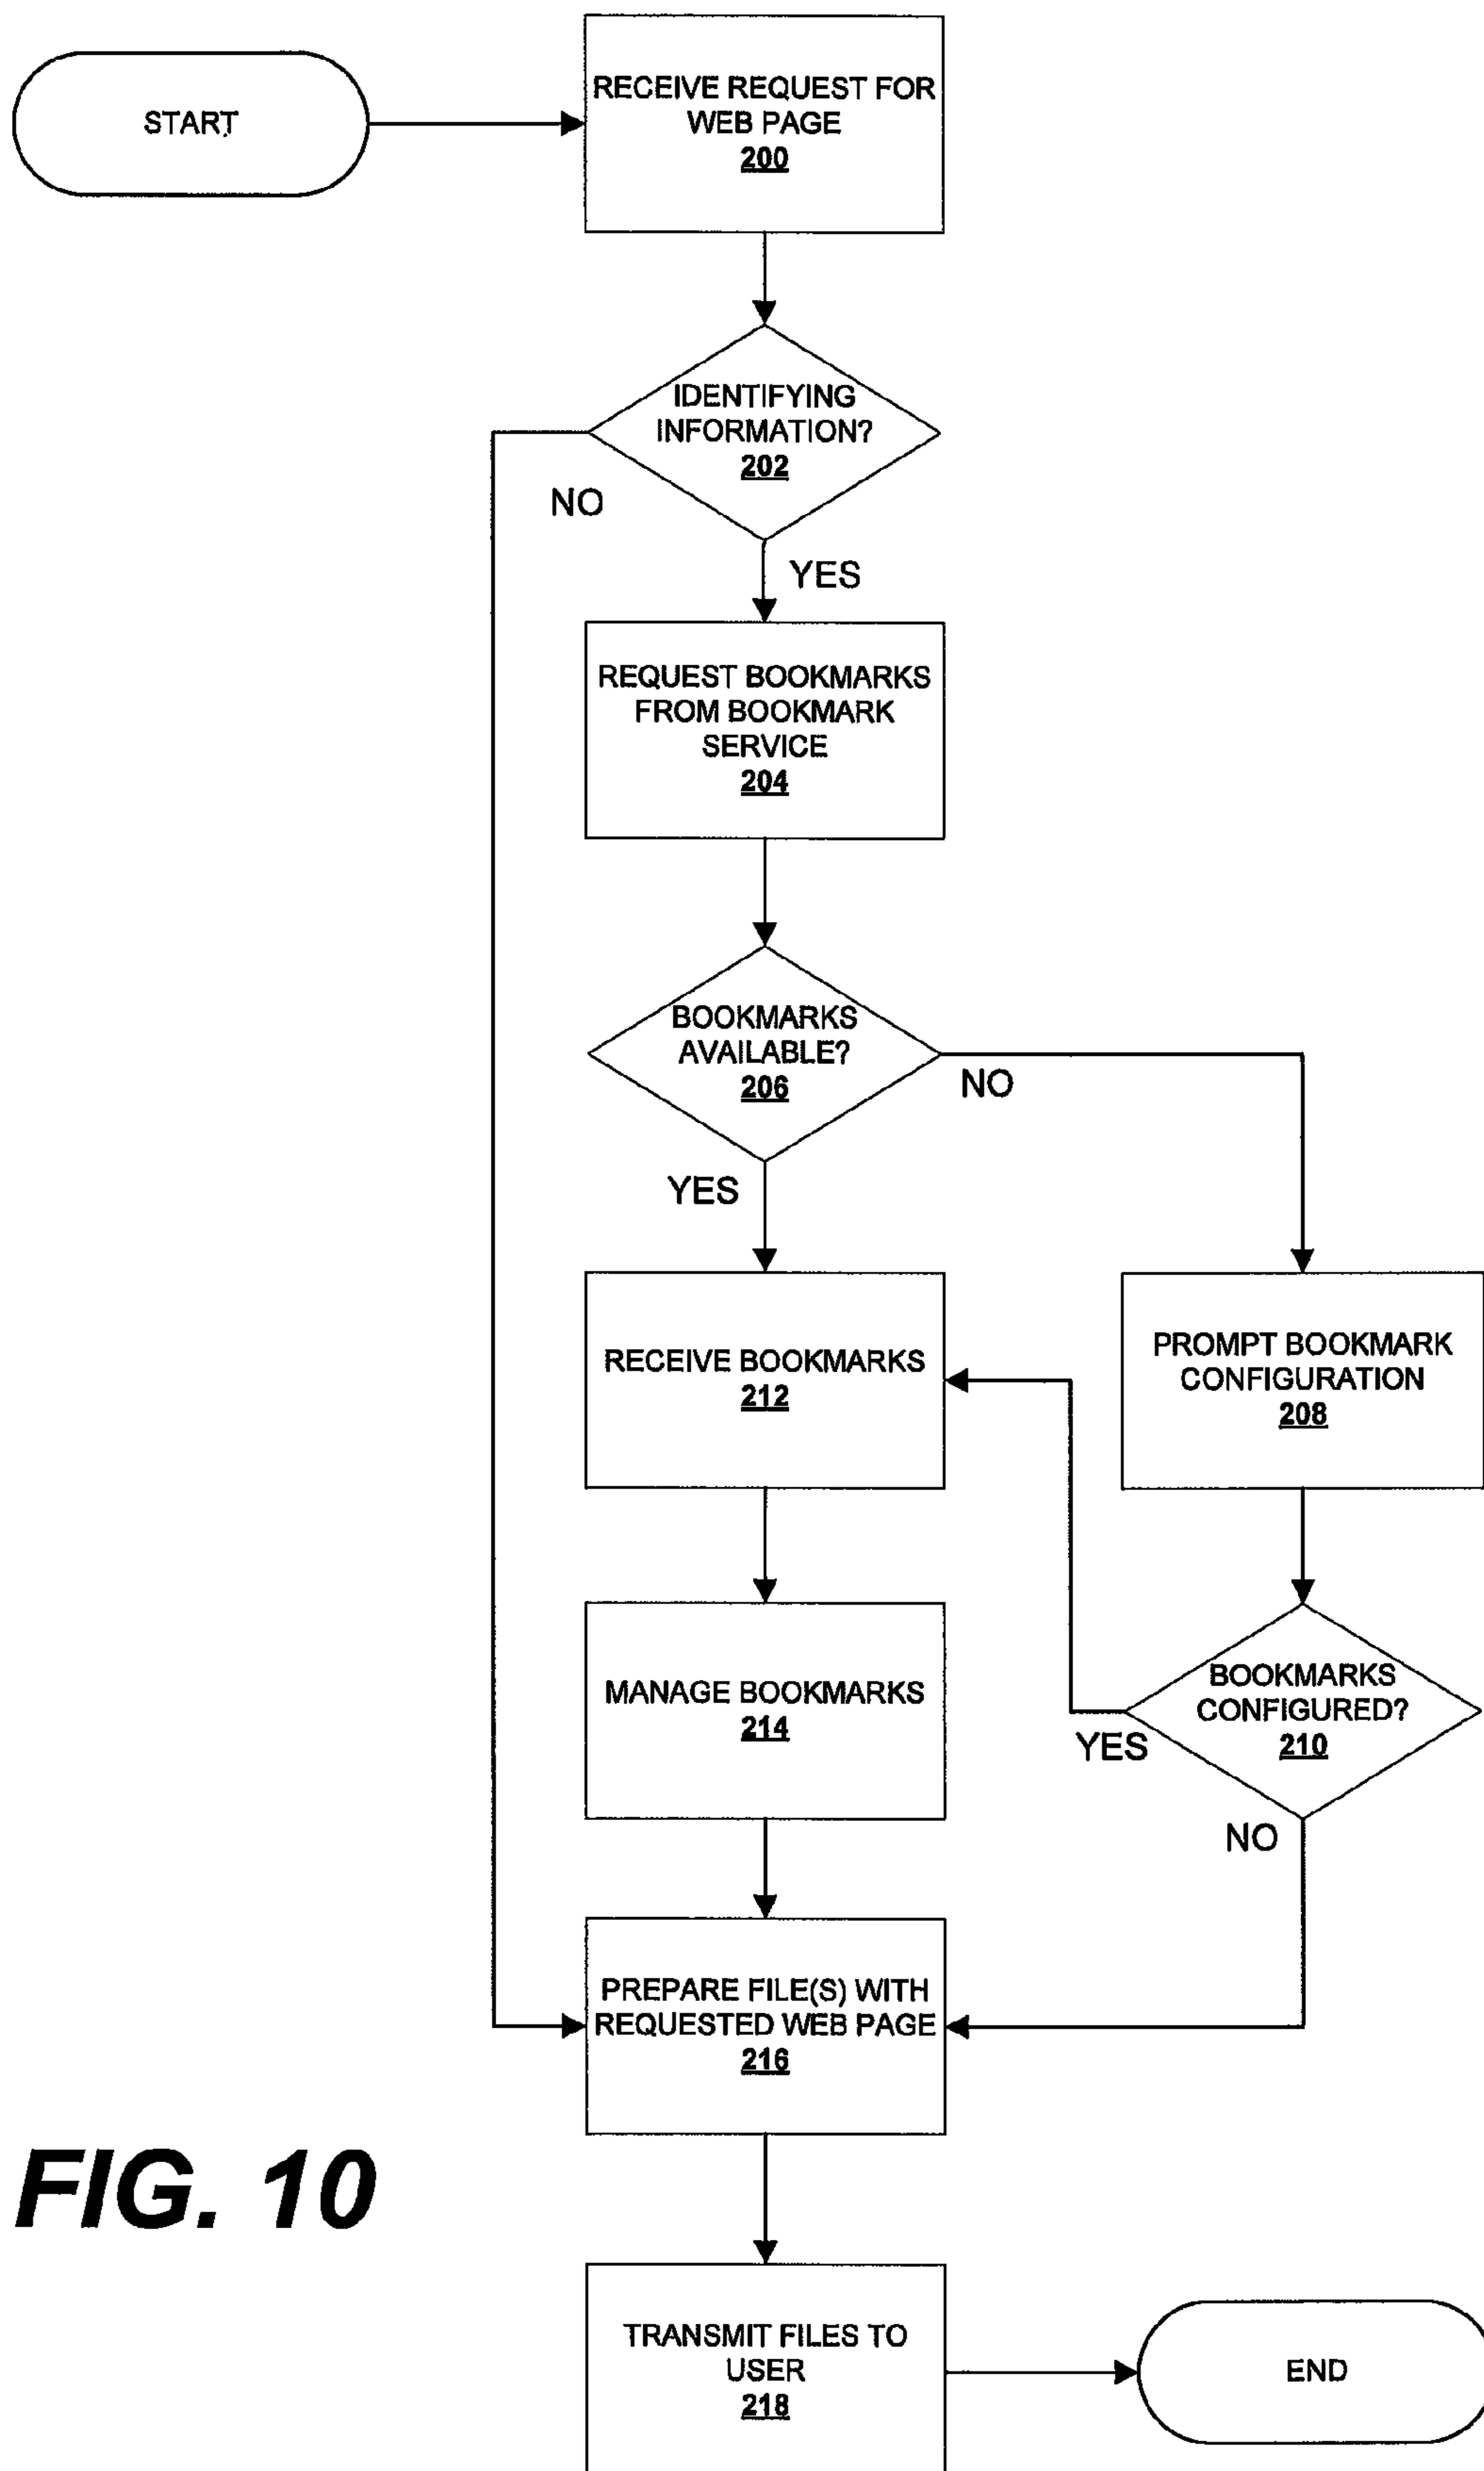 START
RECEIVE REQUEST FOR
WEB PAGE
200
IDENTIFYING
INFORMATION?
202
NO
YES
REQUEST BOOKMARKS
FROM BOOKMARK
SERVICE
204
BOOKMARKS
AVAILABLE?
206
NO
YES
RECEIVE BOOKMARKS
212
PROMPT BOOKMARK
CONFIGURATION
208
MANAGE BOOKMARKS
214
BOOKMARKS
CONFIGURED?
210
YES
NO
PREPARE FILE(S) WITH
REQUESTED WEB PAGE
216
FIG. 10
TRANSMIT FILES TO
USER
218
END